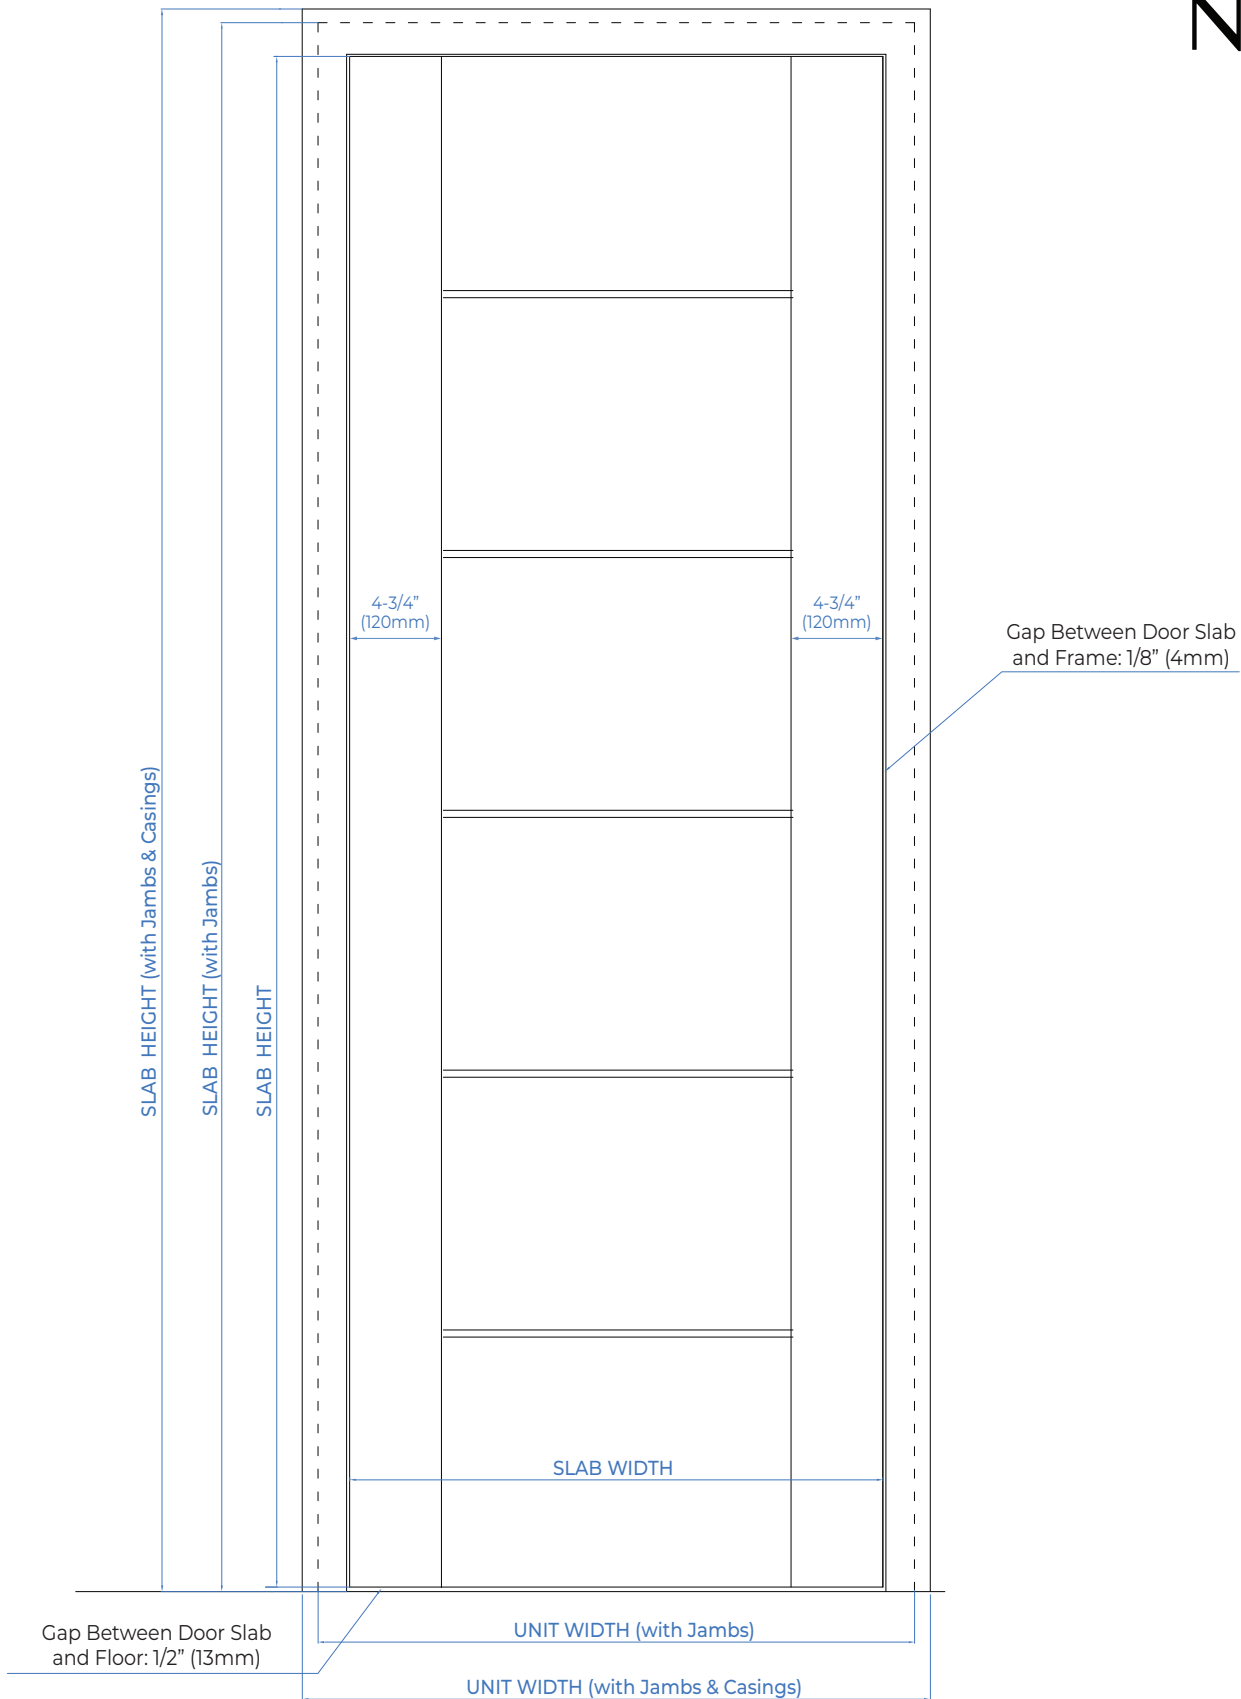 N
4-3/4”
(120mm)
4-3/4”
(120mm)
Gap Between Door Slab
and Frame: 1/8” (4mm)
SLAB HEIGHT (with Jambs & Casings)
SLAB HEIGHT (with Jambs)
SLAB HEIGHT
SLAB WIDTH
Gap Between Door Slab
and Floor: 1/2” (13mm)
UNIT WIDTH (with Jambs)
UNIT WIDTH (with Jambs & Casings)